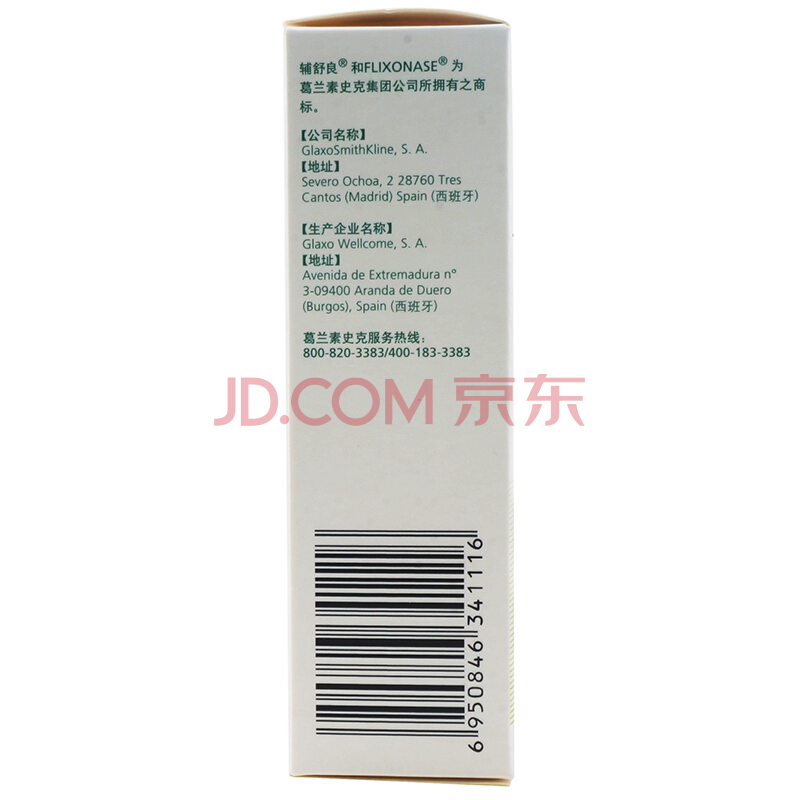 辅舒良® 和FLIXONASE® 为
葛兰素史克集团公司所拥有之商
标。
【公司名称】
GlaxoSmithKline, S. A.
【地址】
Severo Ochoa, 2 28760 Tres
Cantos (Madrid) Spain (西班牙)
【生产企业名称】
Glaxo Wellcome, S. A.
【地址】
Avenida de Extremadura n°
3-09400 Aranda de Duero
(Burgos), Spain (西班牙)
葛兰素史克服务热线:
800-820-3383/400-183-3383
JD.COM 京东
6 950846 341116